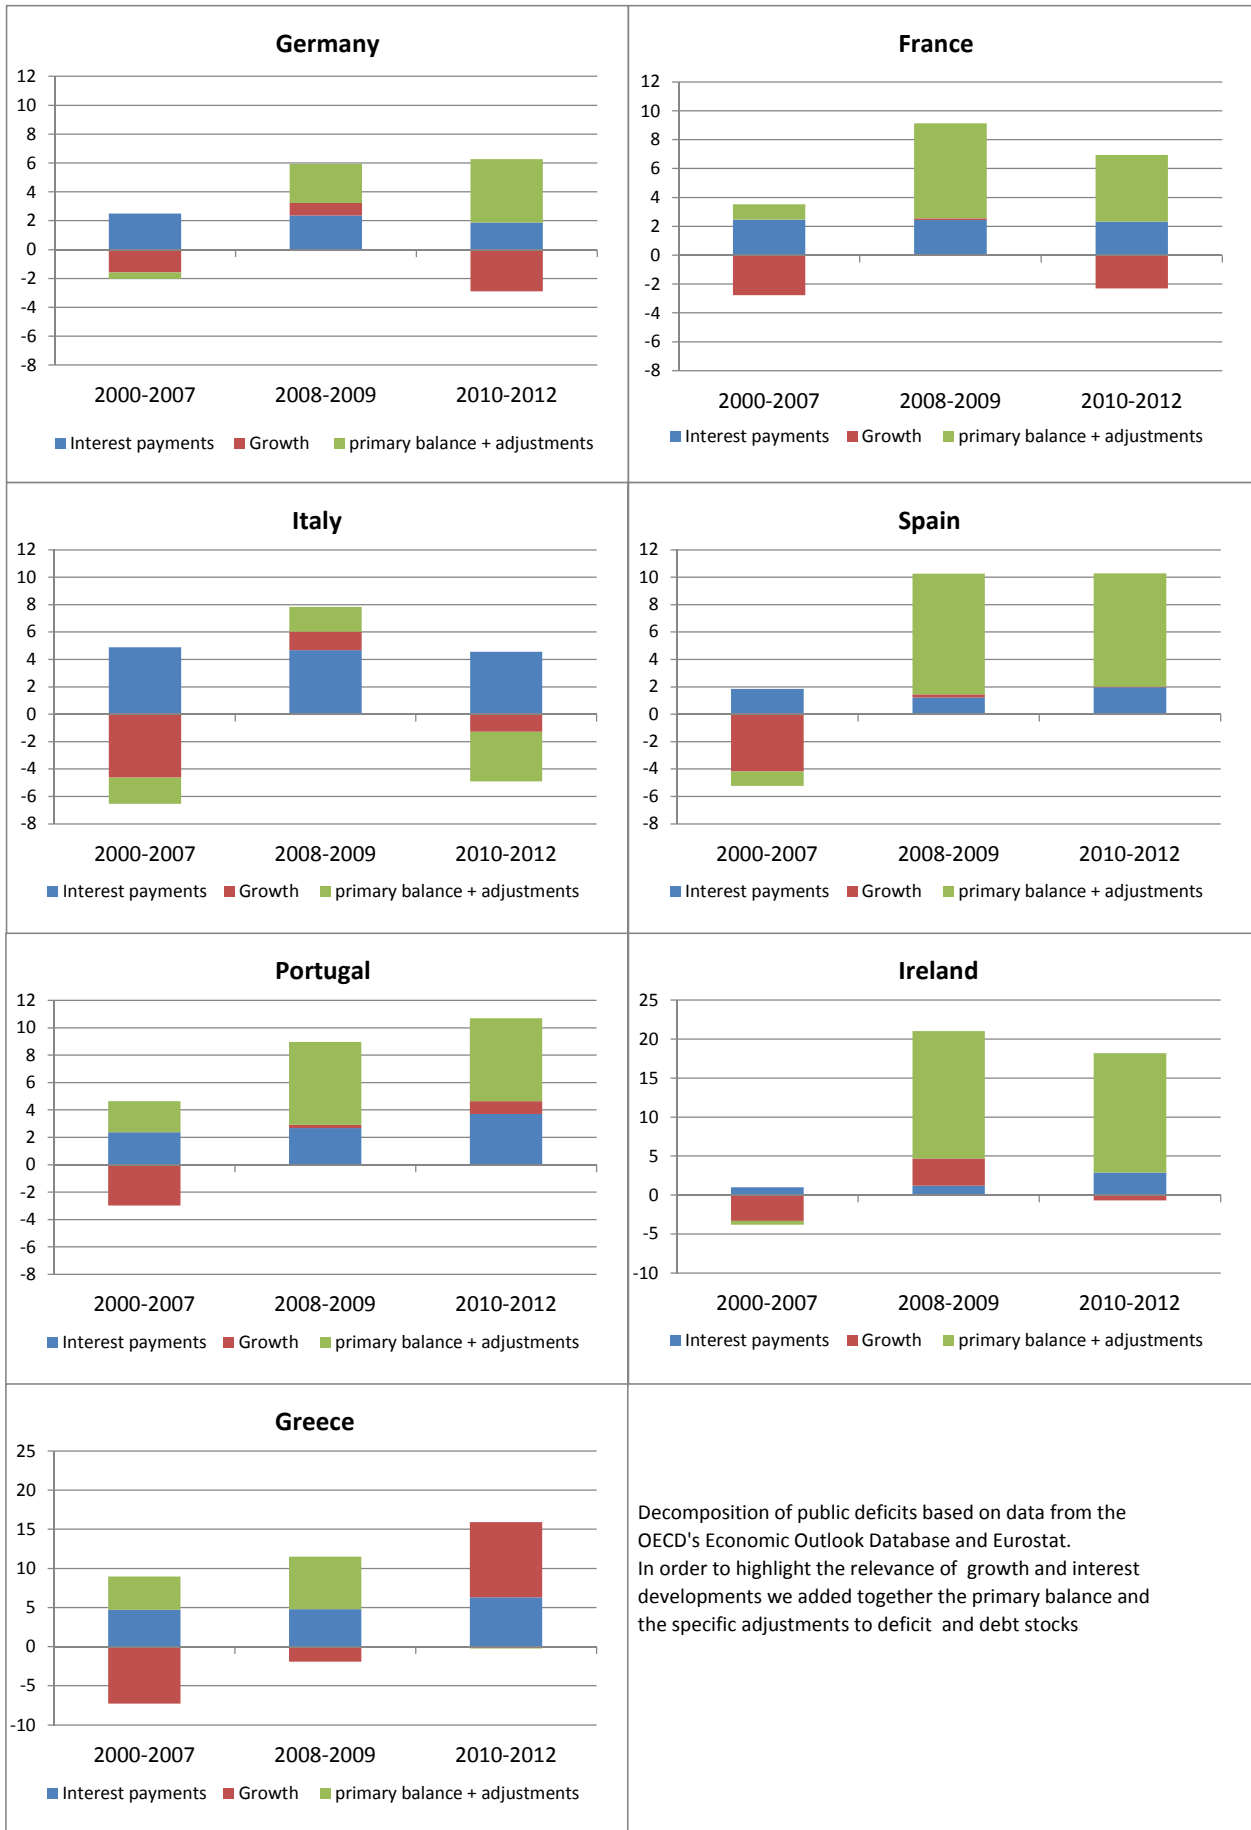 Germany
12
10
8
6
4
2
0
-2
-4
-6
-8
2000-2007 2008-2009 2010-2012
Interest payments Growth primary balance + adjustments
France
12
10
8
6
4
2
0
-2
-4
-6
-8
2000-2007 2008-2009 2010-2012
Interest payments Growth primary balance + adjustments
Italy
12
10
8
6
4
2
0
-2
-4
-6
-8
2000-2007 2008-2009 2010-2012
Interest payments Growth primary balance + adjustments
Spain
12
10
8
6
4
2
0
-2
-4
-6
-8
2000-2007 2008-2009 2010-2012
Interest payments Growth primary balance + adjustments
Portugal
12
10
8
6
4
2
0
-2
-4
-6
-8
2000-2007 2008-2009 2010-2012
Interest payments Growth primary balance + adjustments
Ireland
25
20
15
10
5
0
-5
-10
2000-2007 2008-2009 2010-2012
Interest payments Growth primary balance + adjustments
Greece
25
20
15
10
5
0
-5
-10
2000-2007 2008-2009 2010-2012
Interest payments Growth primary balance + adjustments
Decomposition of public deficits based on data from the
OECD's Economic Outlook Database and Eurostat.
In order to highlight the relevance of growth and interest
developments we added together the primary balance and
the specific adjustments to deficit and debt stocks